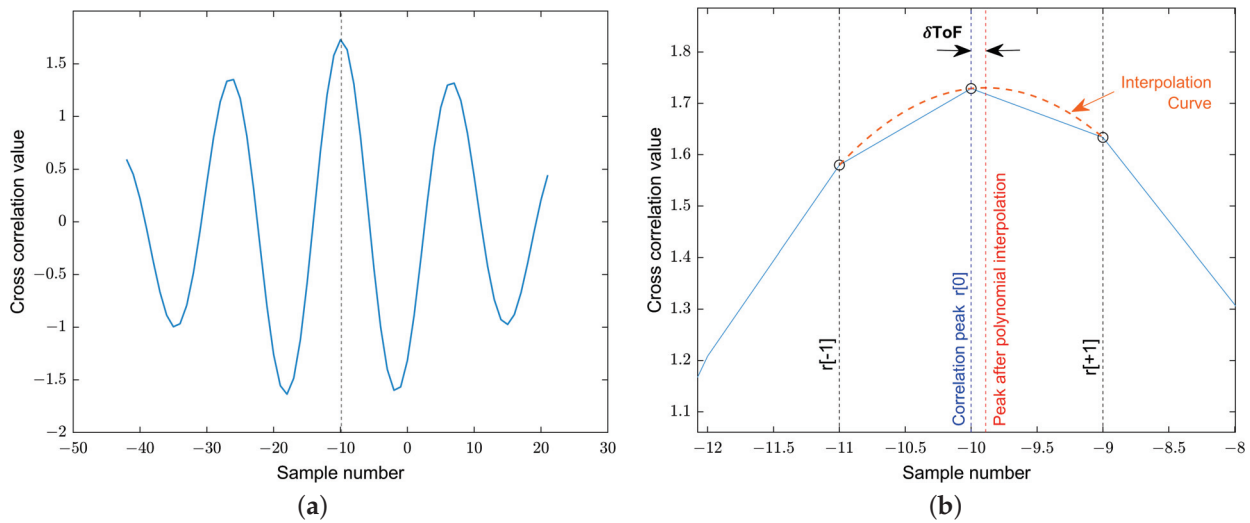 1.5
1
0.5
0
−0.5
−1
−1.5
−2
Cross correlation value
−50 −40 −30 −20 −10 0 10 20 30
Sample number
(a)
1.8
1.7
1.6
1.5
1.4
1.3
1.2
1.1
Cross correlation value
δToF
Interpolation
Curve
r[-1]
Correlation peak r[0]
Peak after polynomial interpolation
r[+1]
−12 −11.5 −11 −10.5 −10 −9.5 −9 −8.5 −8
Sample number
(b)